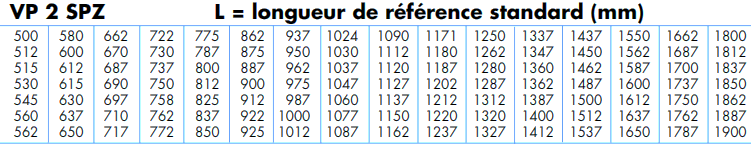 VP 2 SPZ L = longueur de référence standard (mm)
500 580 662 722 775 862 937 1024 1090 1171 1250 1337 1437 1550 1662 1800
512 600 670 730 787 875 950 1030 1112 1180 1262 1347 1450 1562 1687 1812
515 612 687 737 800 887 962 1037 1120 1187 1280 1360 1462 1587 1700 1837
530 615 690 750 812 900 975 1047 1127 1202 1287 1362 1487 1600 1737 1850
545 630 697 758 825 912 987 1060 1137 1212 1312 1387 1500 1612 1750 1862
560 637 710 762 837 922 1000 1077 1150 1220 1320 1400 1512 1637 1762 1887
562 650 717 772 850 925 1012 1087 1162 1237 1327 1412 1537 1650 1787 1900